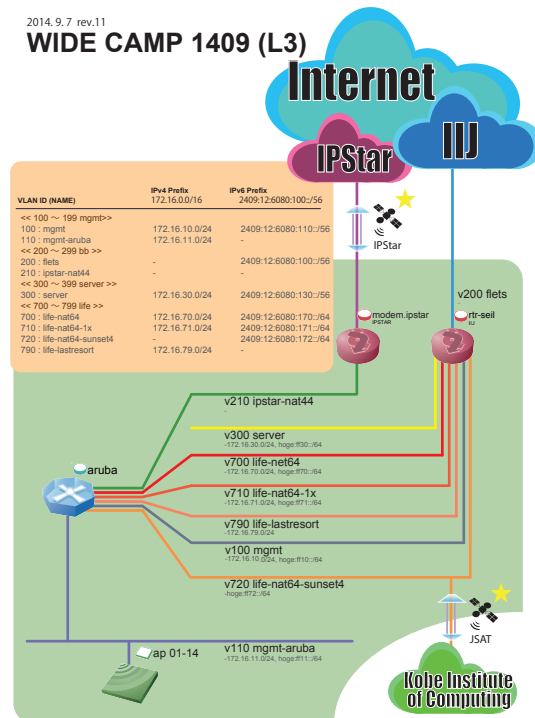 2014. 9. 7 rev.11
WIDE CAMP 1409 (L3)
Internet
IPStar
IIJ
VLAN ID (NAME) IPv4 Prefix 172.16.0.0/16 IPv6 Prefix 2409:12:6080:100::/56
<< 100 ～ 199 mgmt>>
100 : mgmt 172.16.10.0/24 2409:12:6080:110::/56
110 : mgmt-aruba 172.16.11.0/24 -
<< 200 ～ 299 bb >>
200 : flets - 2409:12:6080:100::/56
210 : ipstar-nat44 - -
<< 300 ～ 399 server >>
300 : server 172.16.30.0/24 2409:12:6080:130::/56
<< 700 ～ 799 life >>
700 : life-nat64 172.16.70.0/24 2409:12:6080:170::/64
710 : life-nat64-1x 172.16.71.0/24 2409:12:6080:171::/64
720 : life-nat64-sunset4 - 2409:12:6080:172::/64
790 : life-lastresort 172.16.79.0/24 -
IPStar
v200 flets
-
modem.ipstar
IPSTAR
rtr-seil
IIJ
v210 ipstar-nat44
-
v300 server
-172.16.30.0/24, hoge:ff30::/64
v700 life-net64
-172.16.70.0/24, hoge:ff70::/64
aruba
v710 life-nat64-1x
-172.16.71.0/24, hoge:ff71::/64
v790 life-lastresort
-172.16.79.0/24
v100 mgmt
-172.16.10.0/24, hoge:ff10::/64
v720 life-nat64-sunset4
-hoge:ff72::/64
JSAT
v110 mgmt-aruba
-172.16.11.0/24, hoge:ff11::/64
ap 01-14
Kobe Institute
of Computing